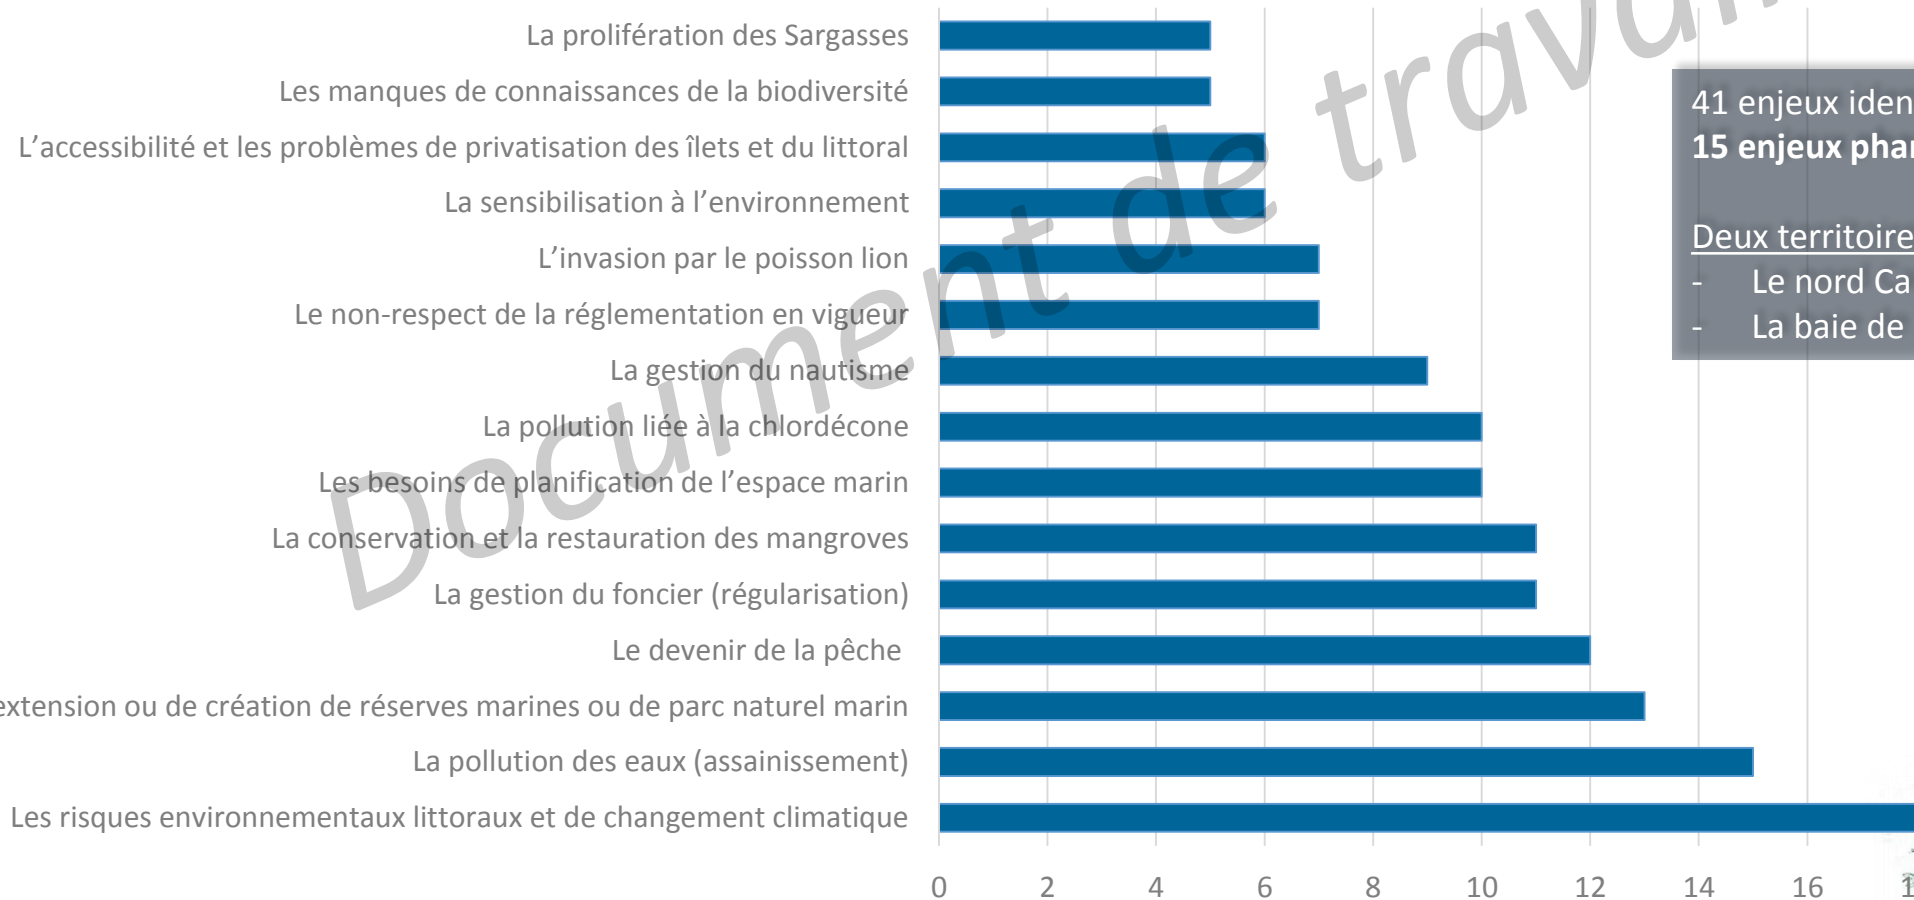 La prolifération des Sargasses
Les manques de connaissances de la biodiversité
L'accessibilité et les problèmes de privatisation des îlets et du littoral
La sensibilisation à l'environnement
L'invasion par le poisson lion
Le non-respect de la réglementation en vigueur
La gestion du nautisme
La pollution liée à la chlordécone
Les besoins de planification de l'espace marin
La conservation et la restauration des mangroves
La gestion du foncier (régularisation)
Le devenir de la pêche
extension ou de création de réserves marines ou de parc naturel marin
La pollution des eaux (assainissement)
Les risques environnementaux littoraux et de changement climatique
0 2 4 6 8 10 12 14 16
41 enjeux iden
15 enjeux phar
Deux territoire
- Le nord Ca
- La baie de
Document de travail